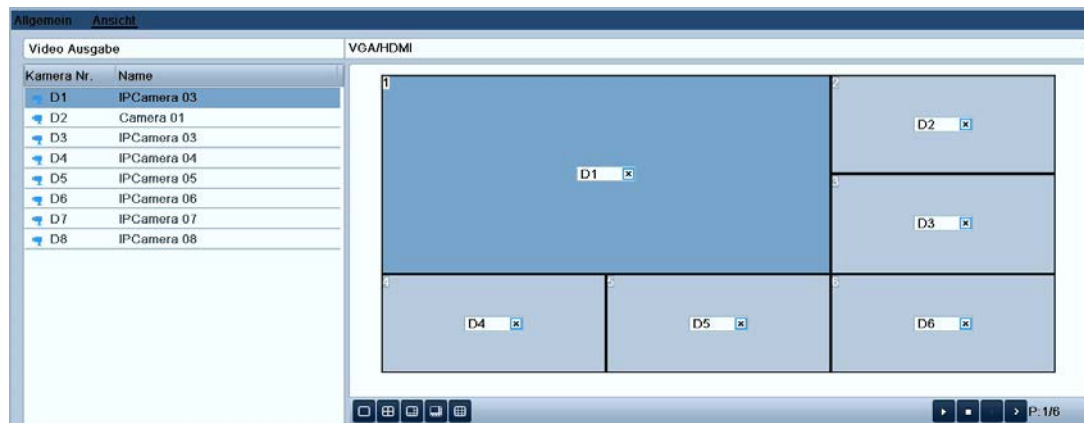 Allgemein Ansicht
Video Ausgabe VGA/HDMI
Kamera Nr. Name
D1 IPCamera 03
D2 Camera 01
D3 IPCamera 03
D4 IPCamera 04
D5 IPCamera 05
D6 IPCamera 06
D7 IPCamera 07
D8 IPCamera 08
1
2
D2
D1
3
D3
4
5
6
D4
D5
D6
P:1/6